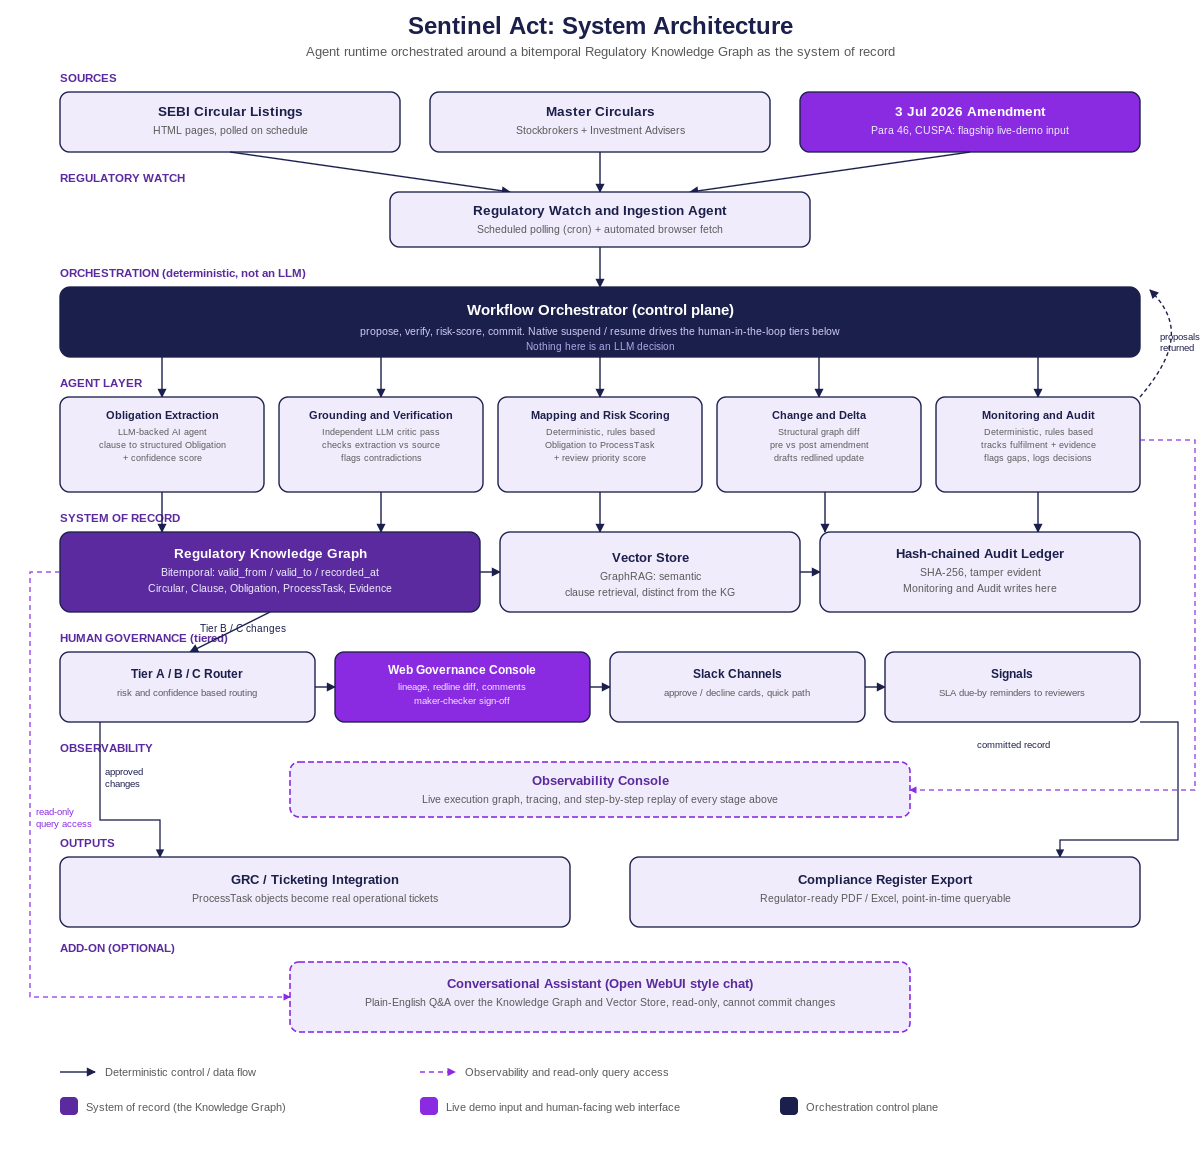 Sentinel Act: System Architecture
Agent runtime orchestrated around a bitemporal Regulatory Knowledge Graph as the system of record
SOURCES
SEBI Circular Listings
HTML pages, polled on schedule
Master Circulars
Stockbrokers + Investment Advisers
3 Jul 2026 Amendment
Para 46, CUSPA: flagship live-demo input
REGULATORY WATCH
Regulatory Watch and Ingestion Agent
Scheduled polling (cron) + automated browser fetch
ORCHESTRATION (deterministic, not an LLM)
Workflow Orchestrator (control plane)
propose, verify, risk-score, commit. Native suspend / resume drives the human-in-the-loop tiers below
Nothing here is an LLM decision
proposals
returned
AGENT LAYER
Obligation Extraction
LLM-backed AI agent
clause to structured Obligation
+ confidence score
Grounding and Verification
Independent LLM critic pass
checks extraction vs source
flags contradictions
Mapping and Risk Scoring
Deterministic, rules based
Obligation to ProcessTask
+ review priority score
Change and Delta
Structural graph diff
pre vs post amendment
drafts redlined update
Monitoring and Audit
Deterministic, rules based
tracks fulfilment + evidence
flags gaps, logs decisions
SYSTEM OF RECORD
Regulatory Knowledge Graph
Bitemporal: valid_from / valid_to / recorded_at
Circular, Clause, Obligation, ProcessTask, Evidence
Vector Store
GraphRAG: semantic
clause retrieval, distinct from the KG
Hash-chained Audit Ledger
SHA-256, tamper evident
Monitoring and Audit writes here
Tier B / C changes
HUMAN GOVERNANCE (tiered)
Tier A / B / C Router
risk and confidence based routing
Web Governance Console
lineage, redline diff, comments
maker-checker sign-off
Slack Channels
approve / decline cards, quick path
Signals
SLA due-by reminders to reviewers
OBSERVABILITY
committed record
approved
changes
Observability Console
Live execution graph, tracing, and step-by-step replay of every stage above
read-only
query access
OUTPUTS
GRC / Ticketing Integration
ProcessTask objects become real operational tickets
Compliance Register Export
Regulator-ready PDF / Excel, point-in-time queryable
ADD-ON (OPTIONAL)
Conversational Assistant (Open WebUI style chat)
Plain-English Q&A over the Knowledge Graph and Vector Store, read-only, cannot commit changes
Deterministic control / data flow
Observability and read-only query access
System of record (the Knowledge Graph)
Live demo input and human-facing web interface
Orchestration control plane